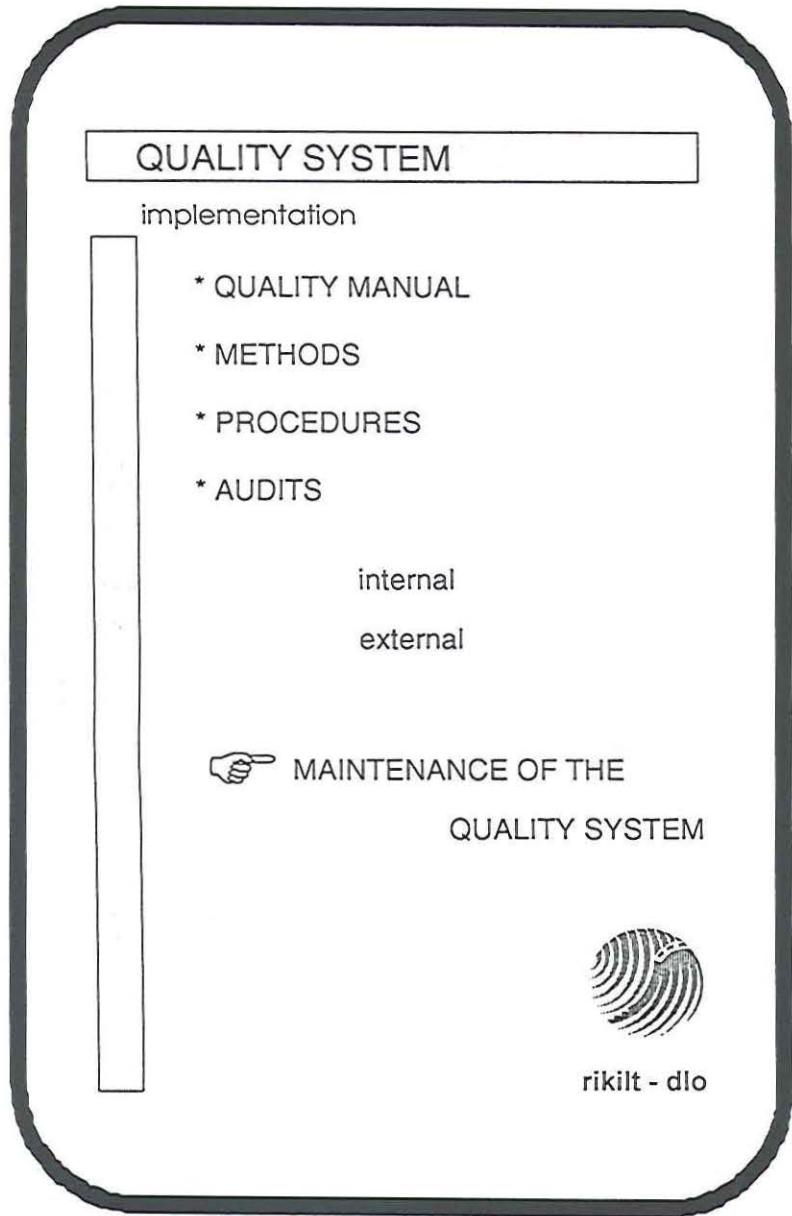 QUALITY SYSTEM
implementation
* QUALITY MANUAL
* METHODS
* PROCEDURES
* AUDITS
internal
external
MAINTENANCE OF THE
QUALITY SYSTEM
rikilt - dlo